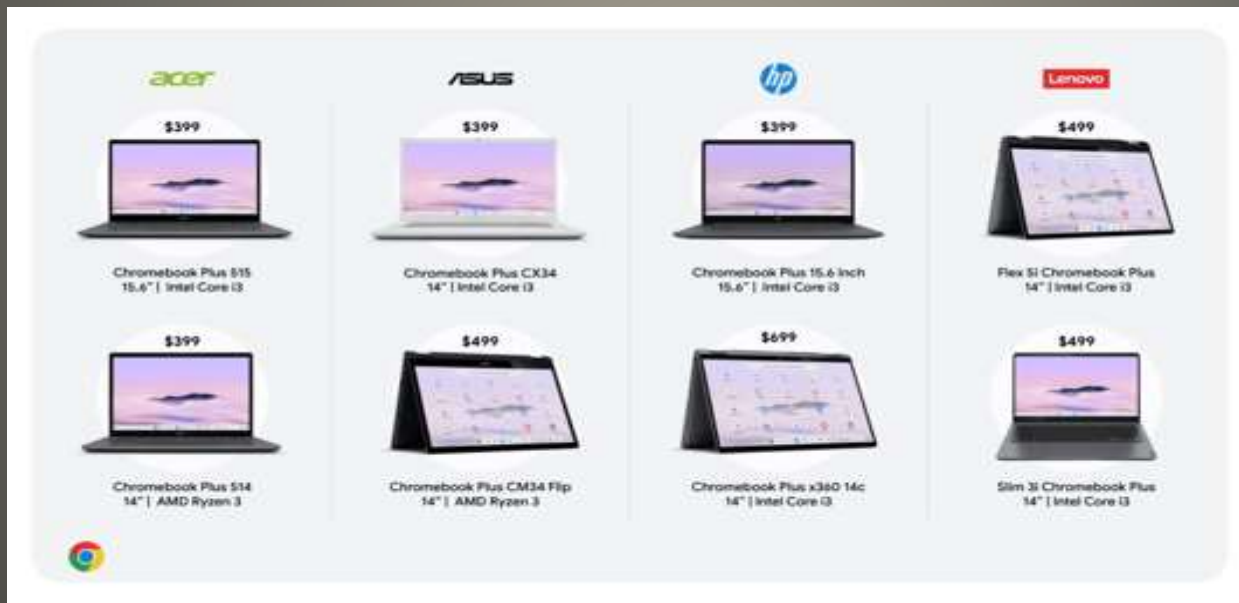 acer
ASUS
hp
Lenovo
$399
$399
$399
$499
Chromebook Plus 515
15.6" | Intel Core i3
Chromebook Plus CX34
14" | Intel Core i3
Chromebook Plus 15.6 inch
15.6" | Intel Core i3
Flex 5i Chromebook Plus
14" | Intel Core i3
$399
$499
$699
$499
Chromebook Plus 514
14" | AMD Ryzen 3
Chromebook Plus CM34 Flip
14" | AMD Ryzen 3
Chromebook Plus x360 14c
14" | Intel Core i3
Slim 3i Chromebook Plus
14" | Intel Core i3